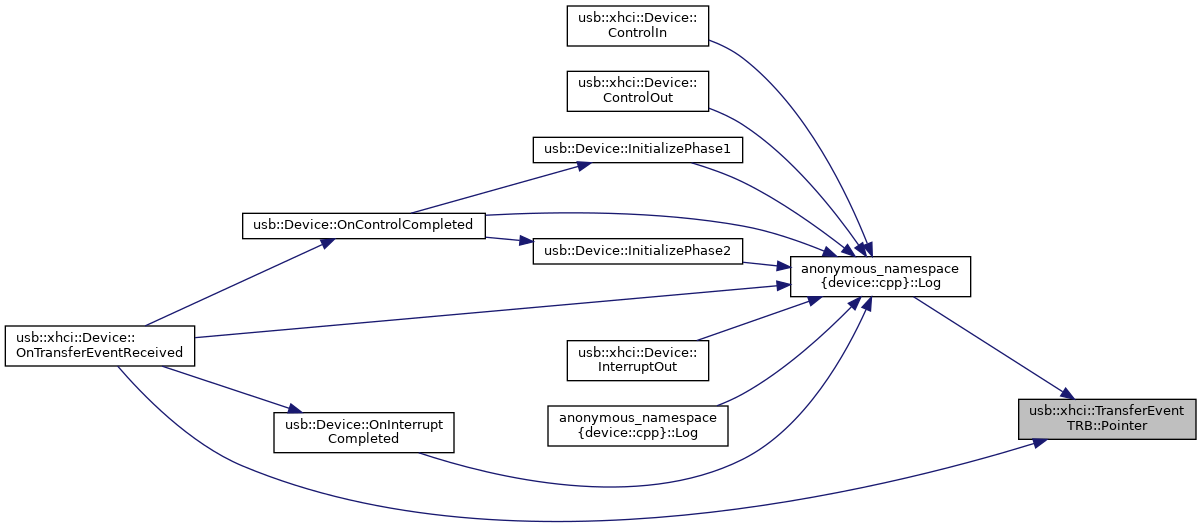 usb::xhci::Device::
ControlIn
usb::xhci::Device::
ControlOut
usb::Device::InitializePhase1
usb::Device::OnControlCompleted
usb::Device::InitializePhase2
anonymous_namespace
{device::cpp}::Log
usb::xhci::Device::
OnTransferEventReceived
usb::xhci::Device::
InterruptOut
anonymous_namespace
{device::cpp}::Log
usb::Device::OnInterrupt
Completed
usb::xhci::TransferEvent
TRB::Pointer